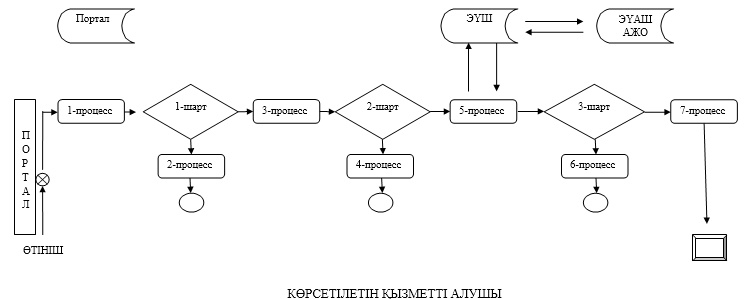 Портал
ЭҮШ
ЭҮАШ
АЖО
ПОРТАЛ
1-процесс
1-шарт
3-процесс
2-шарт
5-процесс
3-шарт
7-процесс
2-процесс
4-процесс
6-процесс
ӨТІНІШ
КӨРСЕТІЛЕТІН ҚЫЗМЕТТІ АЛУШЫ